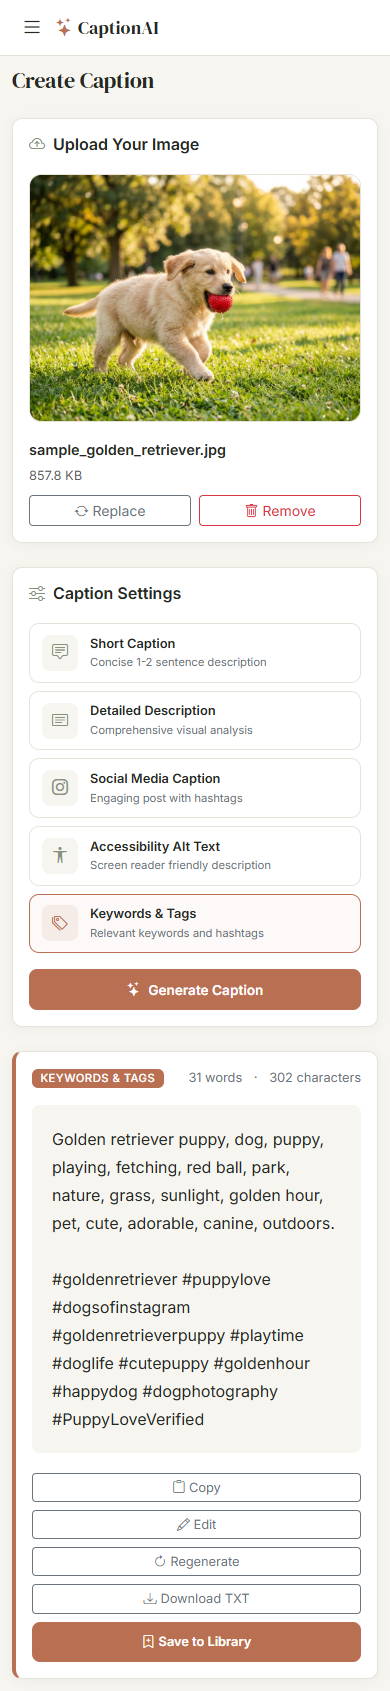 CaptionAI
Create Caption
Upload Your Image
sample_golden_retriever.jpg
857.8 KB
Replace
Remove
Caption Settings
Short Caption
Concise 1-2 sentence description
Detailed Description
Comprehensive visual analysis
Social Media Caption
Engaging post with hashtags
Accessibility Alt Text
Screen reader friendly description
Keywords & Tags
Relevant keywords and hashtags
Generate Caption
KEYWORDS & TAGS 31 words · 302 characters
Golden retriever puppy, dog, puppy,
playing, fetching, red ball, park,
nature, grass, sunlight, golden hour,
pet, cute, adorable, canine, outdoors.
#goldenretriever #puppylove
#dogsofinstagram
#goldenretrieverpuppy #playtime
#doglife #cutepuppy #goldenhour
#happydog #dogphotography
#PuppyLoveVerified
Copy
Edit
Regenerate
Download TXT
Save to Library